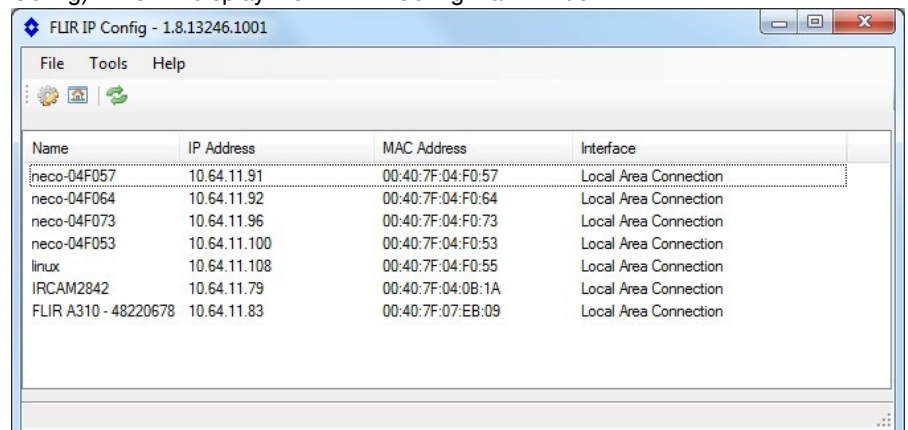 FLIR IP Config - 1.8.13246.1001
File Tools Help
Name IP Address MAC Address Interface
neco-04F057 10.64.11.91 00:40:7F:04:F0:57 Local Area Connection
neco-04F064 10.64.11.92 00:40:7F:04:F0:64 Local Area Connection
neco-04F073 10.64.11.96 00:40:7F:04:F0:73 Local Area Connection
neco-04F053 10.64.11.100 00:40:7F:04:F0:53 Local Area Connection
linux 10.64.11.108 00:40:7F:04:F0:55 Local Area Connection
IRCAM2842 10.64.11.79 00:40:7F:04:0B:1A Local Area Connection
FLIR A310 - 48220678 10.64.11.83 00:40:7F:07:EB:09 Local Area Connection